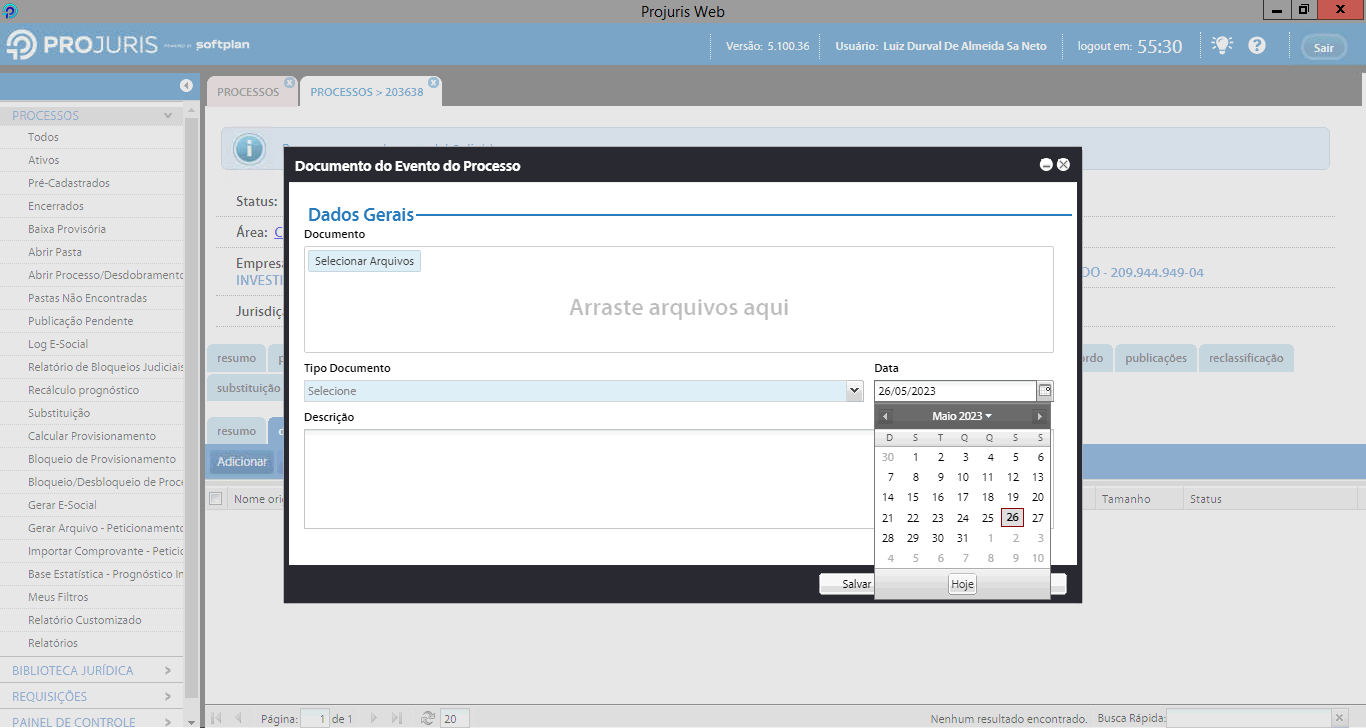 Projuris Web
PROJURIS POWERED BY softplan
Versão: 5.100.36
Usuário: Luiz Durval De Almeida Sa Neto
logout em: 55:30
Sair
PROCESSOS
PROCESSOS > 203638
PROCESSOS
Todos
Ativos
Pré-Cadastrados
Encerrados
Baixa Provisória
Abrir Pasta
Abrir Processo/Desdobramento
Pastas Não Encontradas
Publicação Pendente
Log E-Social
Relatório de Bloqueios Judiciais
Recálculo prognóstico
Substituição
Calcular Provisionamento
Bloqueio de Provisionamento
Bloqueio/Desbloqueio de Proce
Gerar E-Social
Gerar Arquivo - Peticionamento
Importar Comprovante - Petici
Base Estatística - Prognóstico In
Meus Filtros
Relatório Customizado
Relatórios
BIBLIOTECA JURÍDICA
REQUISIÇÕES
PAINEL DE CONTROLE
Status:
Área: C
Empresa
INVESTI
DO - 209.944.949-04
Jurisdiçã
resumo
p
ordo
publicações
reclassificação
substituição
resumo
Adicionar
Nome ori
Tamanho
Status
Documento do Evento do Processo
Dados Gerais
Documento
Selecionar Arquivos
Arraste arquivos aqui
Tipo Documento
Selecione
Data
26/05/2023
Descrição
Maio 2023
D S T Q Q S S
30 1 2 3 4 5 6
7 8 9 10 11 12 13
14 15 16 17 18 19 20
21 22 23 24 25 26 27
28 29 30 31 1 2 3
4 5 6 7 8 9 10
Hoje
Salvar
Página: 1 de 1
20
Nenhum resultado encontrado.
Busca Rápida: